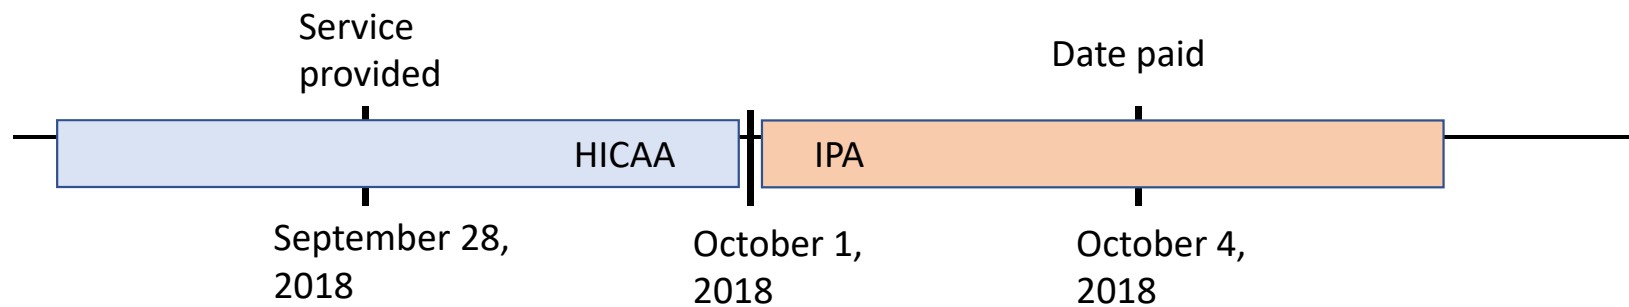 Service
provided
Date paid
HICAA
IPA
September 28,
2018
October 1,
2018
October 4,
2018